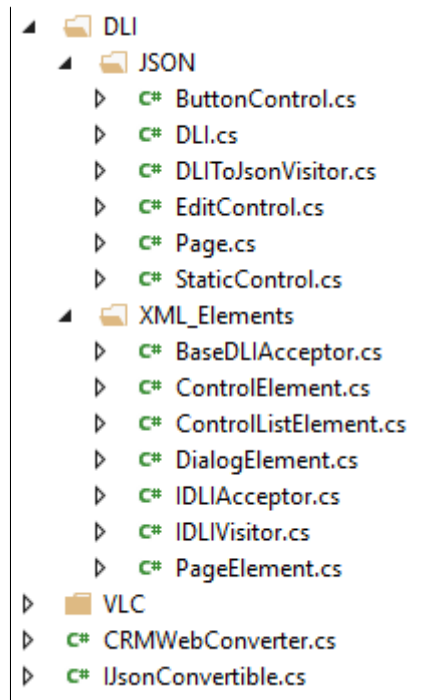 DLI
JSON
C# ButtonControl.cs
C# DLI.cs
C# DLIToJsonVisitor.cs
C# EditControl.cs
C# Page.cs
C# StaticControl.cs
XML_Elements
C# BaseDLIAcceptor.cs
C# ControlElement.cs
C# ControlListElement.cs
C# DialogElement.cs
C# IDLIAcceptor.cs
C# IDLIVisitor.cs
C# PageElement.cs
VLC
C# CRMWebConverter.cs
C# IJsonConvertible.cs